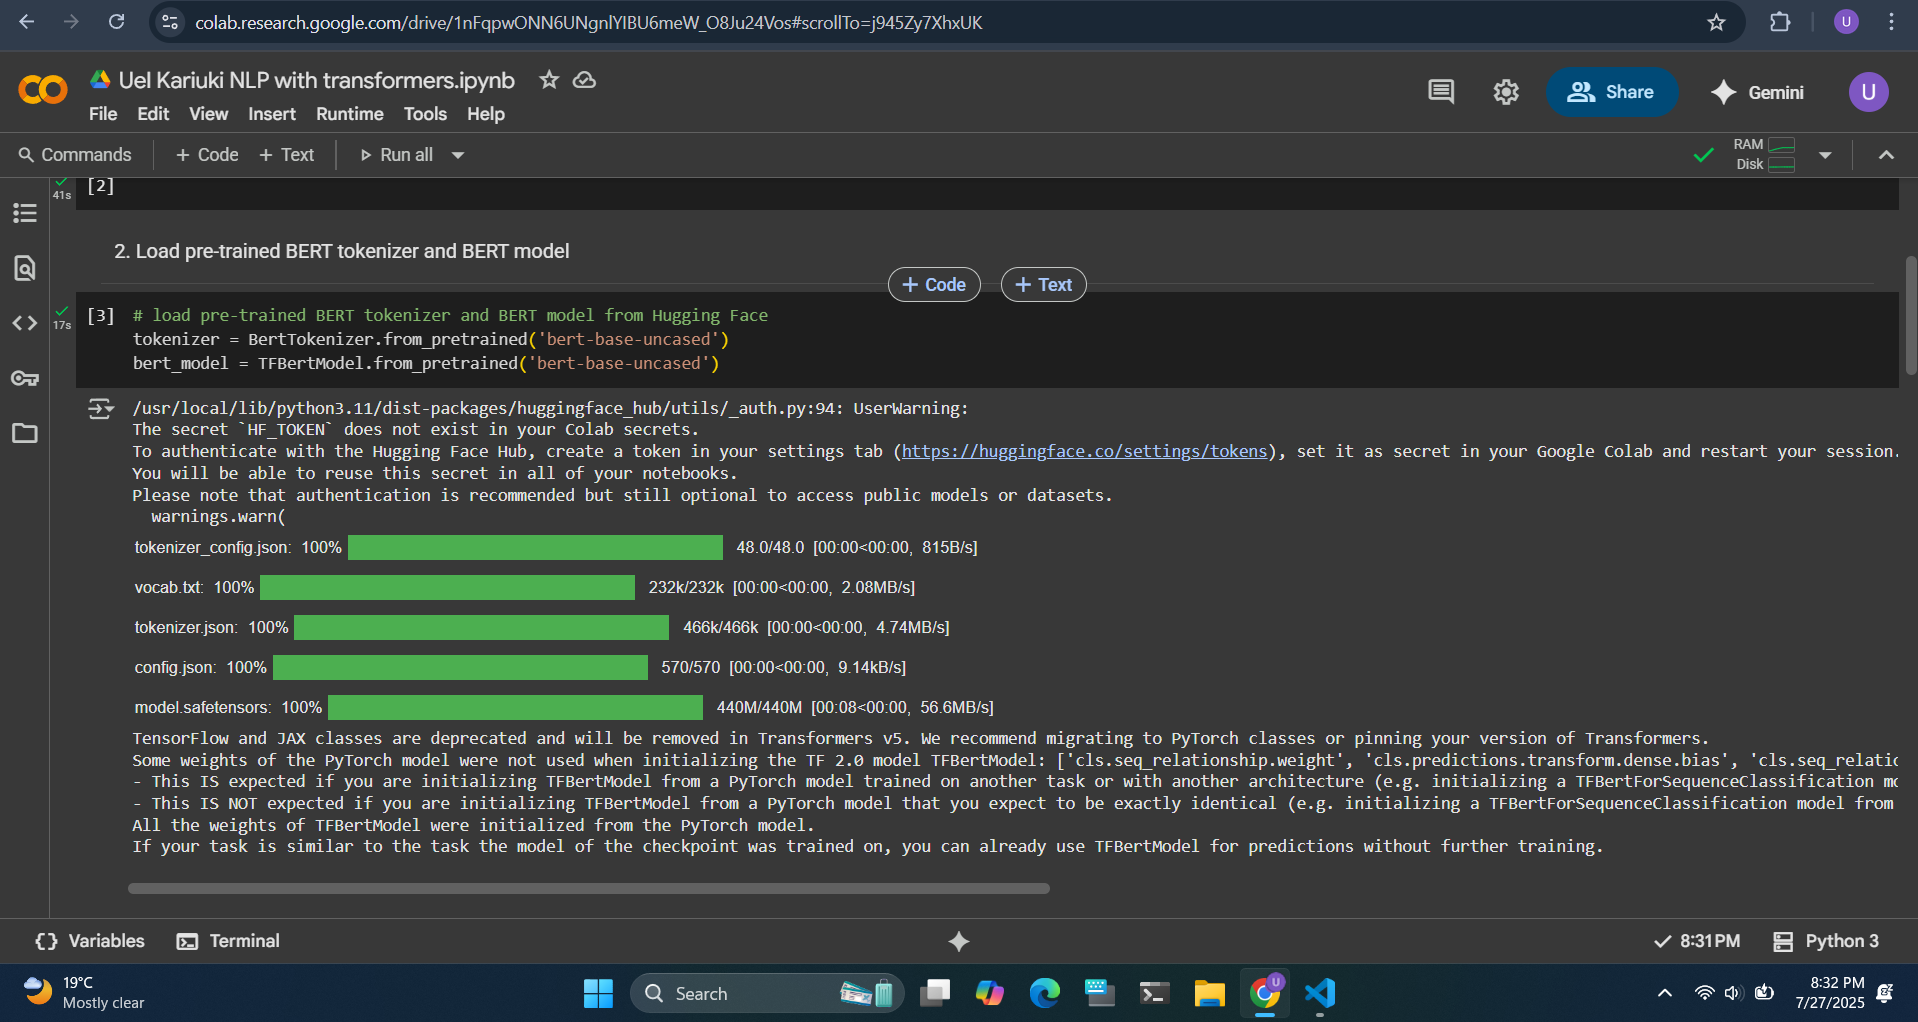 colab.research.google.com/drive/1nFqpwONN6UNgnlYIBU6meW_O8Ju24Vos#scrollTo=j945Zy7XhxUK
U
Uel Kariuki NLP with transformers.ipynb
File Edit View Insert Runtime Tools Help
Share
Gemini
U
Commands
+ Code + Text
Run all
RAM
Disk
41s
[2]
2. Load pre-trained BERT tokenizer and BERT model
+ Code
+ Text
17s
[3]
# load pre-trained BERT tokenizer and BERT model from Hugging Face
tokenizer = BertTokenizer.from_pretrained('bert-base-uncased')
bert_model = TFBertModel.from_pretrained('bert-base-uncased')
/usr/local/lib/python3.11/dist-packages/huggingface_hub/utils/_auth.py:94: UserWarning:
The secret `HF_TOKEN` does not exist in your Colab secrets.
To authenticate with the Hugging Face Hub, create a token in your settings tab (https://huggingface.co/settings/tokens), set it as secret in your Google Colab and restart your session.
You will be able to reuse this secret in all of your notebooks.
Please note that authentication is recommended but still optional to access public models or datasets.
warnings.warn(
tokenizer_config.json: 100% 48.0/48.0 [00:00<00:00, 815B/s]
vocab.txt: 100% 232k/232k [00:00<00:00, 2.08MB/s]
tokenizer.json: 100% 466k/466k [00:00<00:00, 4.74MB/s]
config.json: 100% 570/570 [00:00<00:00, 9.14kB/s]
model.safetensors: 100% 440M/440M [00:08<00:00, 56.6MB/s]
TensorFlow and JAX classes are deprecated and will be removed in Transformers v5. We recommend migrating to PyTorch classes or pinning your version of Transformers.
Some weights of the PyTorch model were not used when initializing the TF 2.0 model TFBertModel: ['cls.seq_relationship.weight', 'cls.predictions.transform.dense.bias', 'cls.seq_relatio
- This IS expected if you are initializing TFBertModel from a PyTorch model trained on another task or with another architecture (e.g. initializing a TFBertForSequenceClassification mo
- This IS NOT expected if you are initializing TFBertModel from a PyTorch model that you expect to be exactly identical (e.g. initializing a TFBertForSequenceClassification model from
All the weights of TFBertModel were initialized from the PyTorch model.
If your task is similar to the task the model of the checkpoint was trained on, you can already use TFBertModel for predictions without further training.
Variables
Terminal
8:31 PM
Python 3
19°C
Mostly clear
Search
U
8:32 PM
7/27/2025